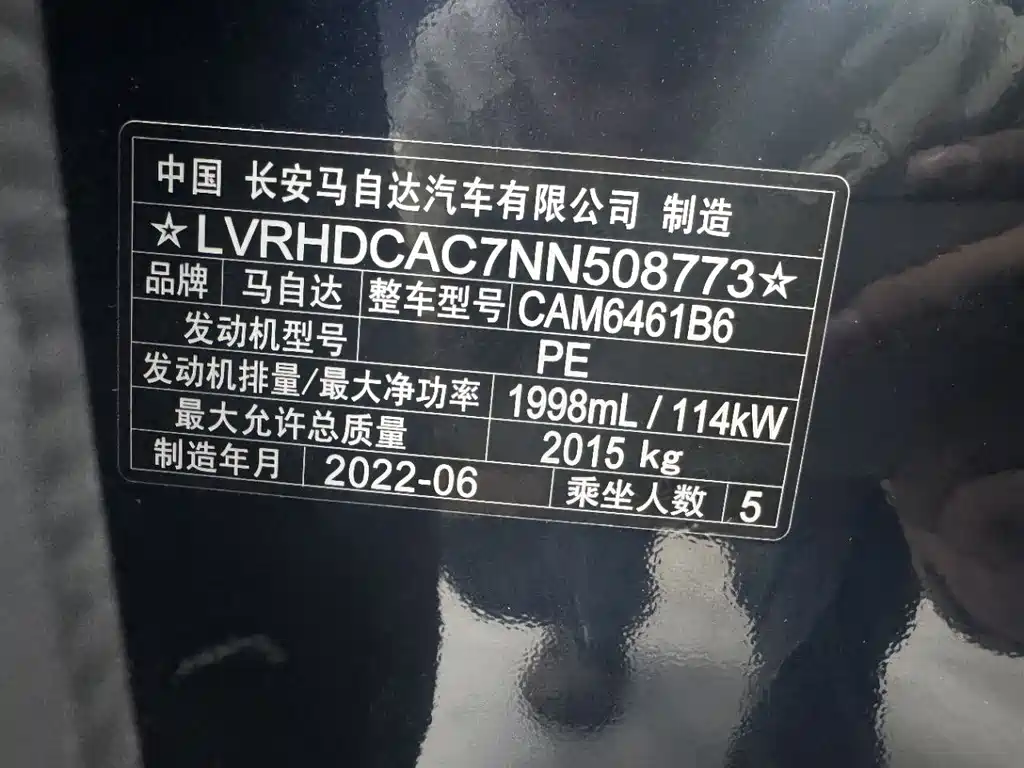 中国 长安马自达汽车有限公司 制造
☆LVRHDCAC7NN508773☆
品牌 马自达 整车型号 CAM6461B6
发动机型号 PE
发动机排量/最大净功率 1998mL / 114kW
最大允许总质量 2015 kg
制造年月 2022-06 乘坐人数 5